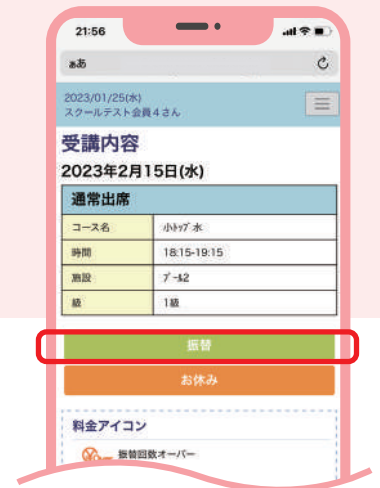 21:56
ぁあ
2023/01/25(水)
スクールテスト会員4さん
受講内容
2023年2月15日(水)
通常出席
コース名 小トップ水
時間 18:15-19:15
施設 プール2
級 1級
振替
お休み
料金アイコン
振替回数オーバー